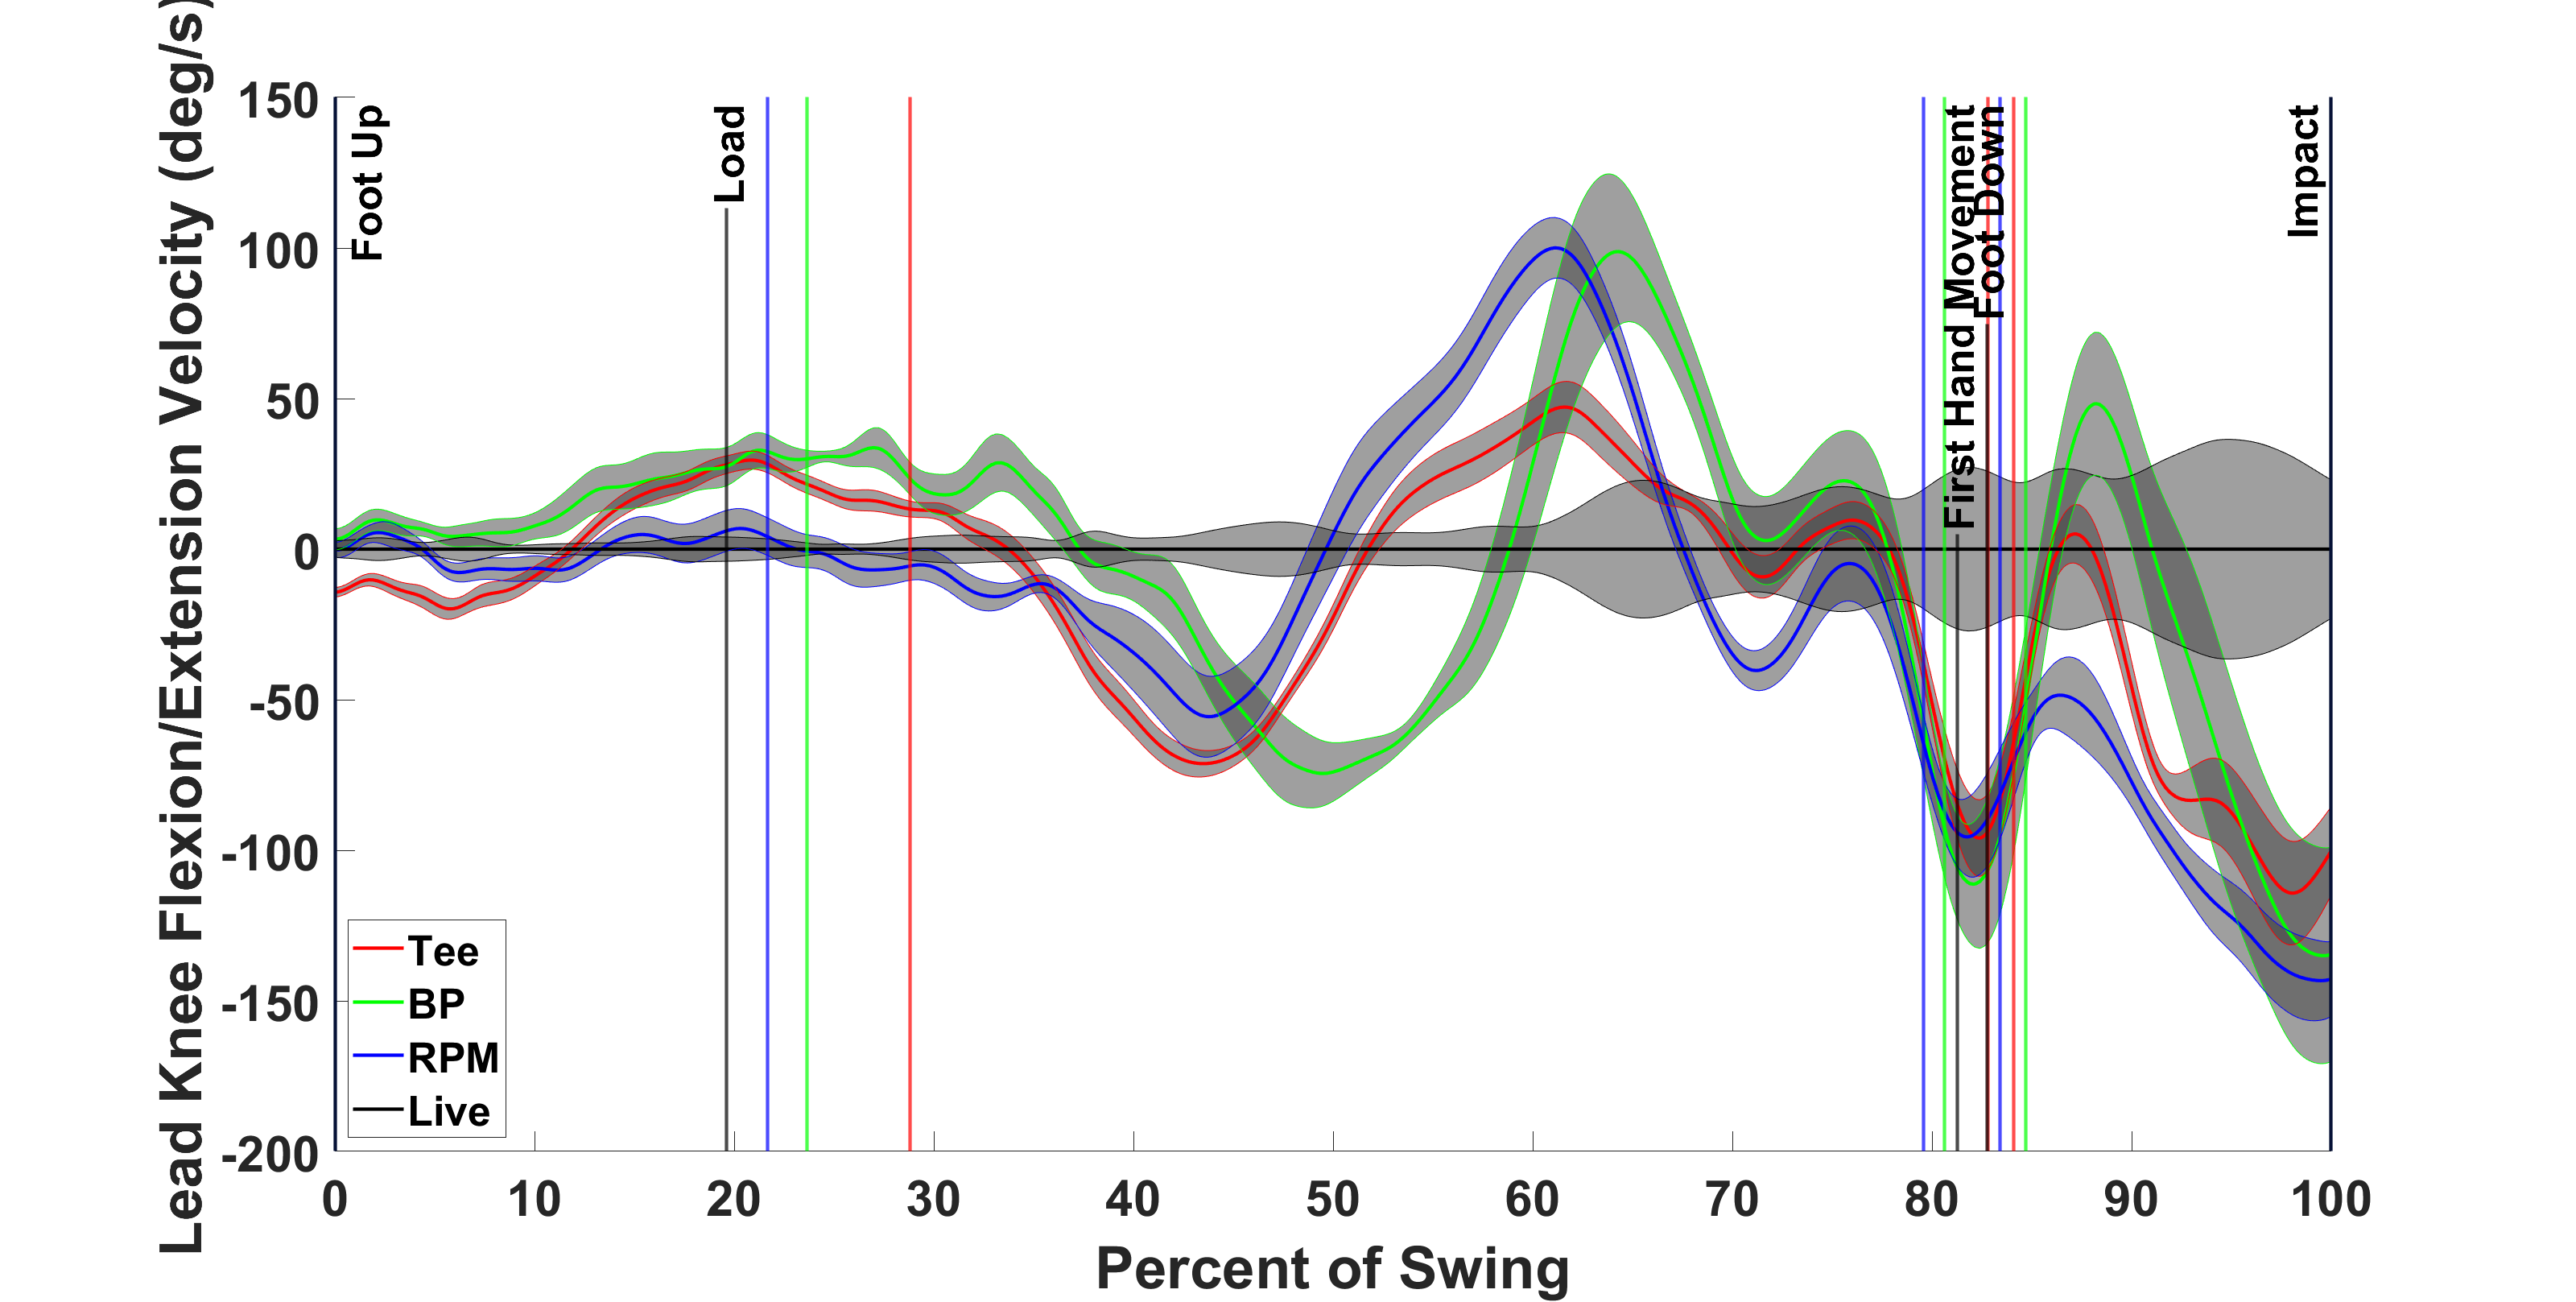 Lead Knee Flexion/Extension Velocity (deg/s)
150
100
50
0
-50
-100
-150
-200
Foot Up
Load
First Hand Movement
Foot Down
Impact
Tee
BP
RPM
Live
0 10 20 30 40 50 60 70 80 90 100
Percent of Swing